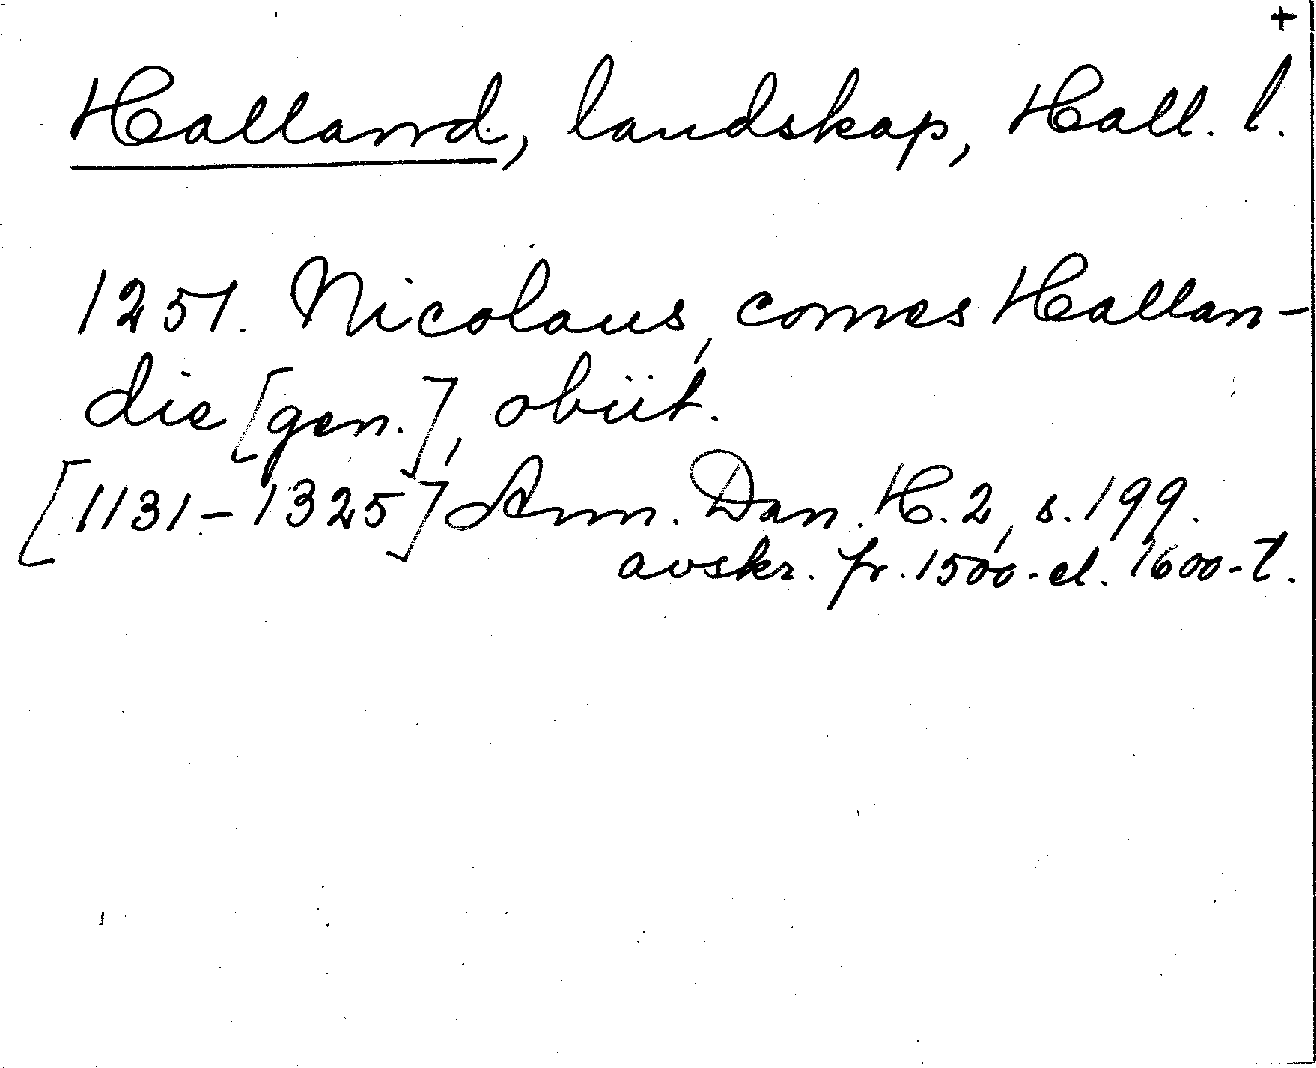 +
Halland, landskap, Hall. l.
1251. Nicolaus, comes Hallan-
die [gen.], obiit.
[1131-1325] Ann. Dan. H. 2, s. 199.
avskr. fr. 1500- el. 1600-t.